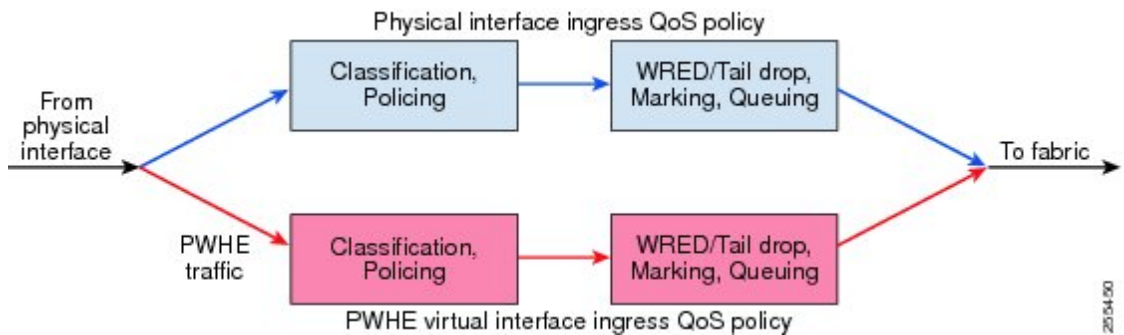 Physical interface ingress QoS policy
Classification,
Policing
WRED/Tail drop,
Marking, Queuing
From
physical
interface
To fabric
PWHE
traffic
Classification,
Policing
WRED/Tail drop,
Marking, Queuing
PWHE virtual interface ingress QoS policy
255450